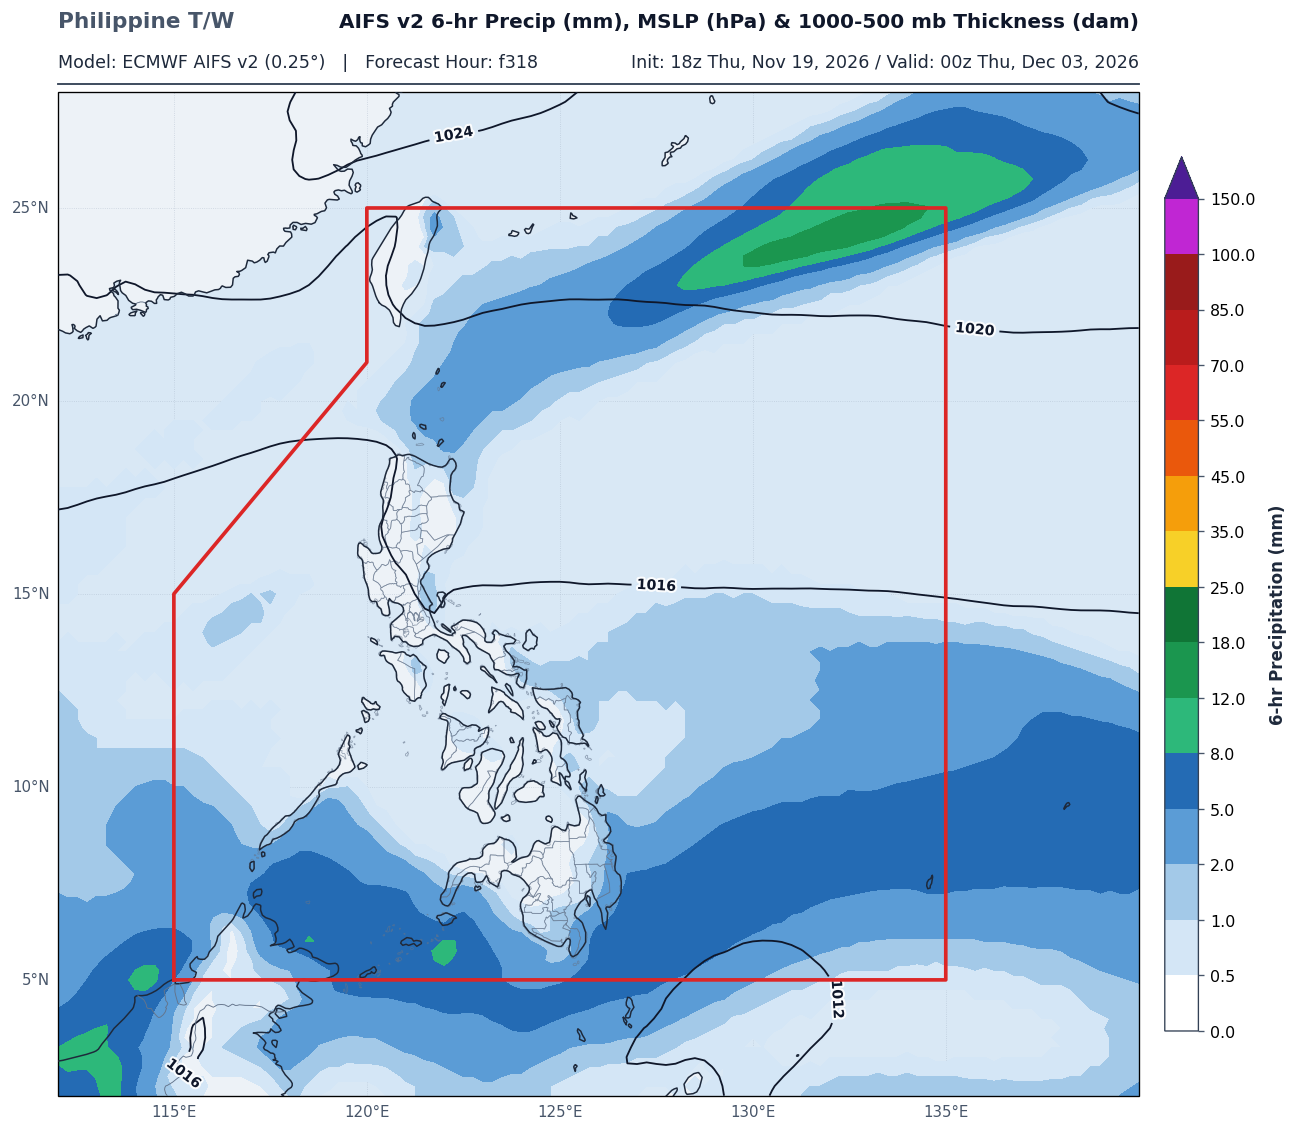 Philippine T/W
AIFS v2 6-hr Precip (mm), MSLP (hPa) & 1000-500 mb Thickness (dam)
Model: ECMWF AIFS v2 (0.25°)   |   Forecast Hour: f318
Init: 18z Thu, Nov 19, 2026 / Valid: 00z Thu, Dec 03, 2026
1024
1020
1016
1012
1016
25°N
20°N
15°N
10°N
5°N
115°E
120°E
125°E
130°E
135°E
150.0
100.0
85.0
70.0
55.0
45.0
35.0
25.0
18.0
12.0
8.0
5.0
2.0
1.0
0.5
0.0
6-hr Precipitation (mm)